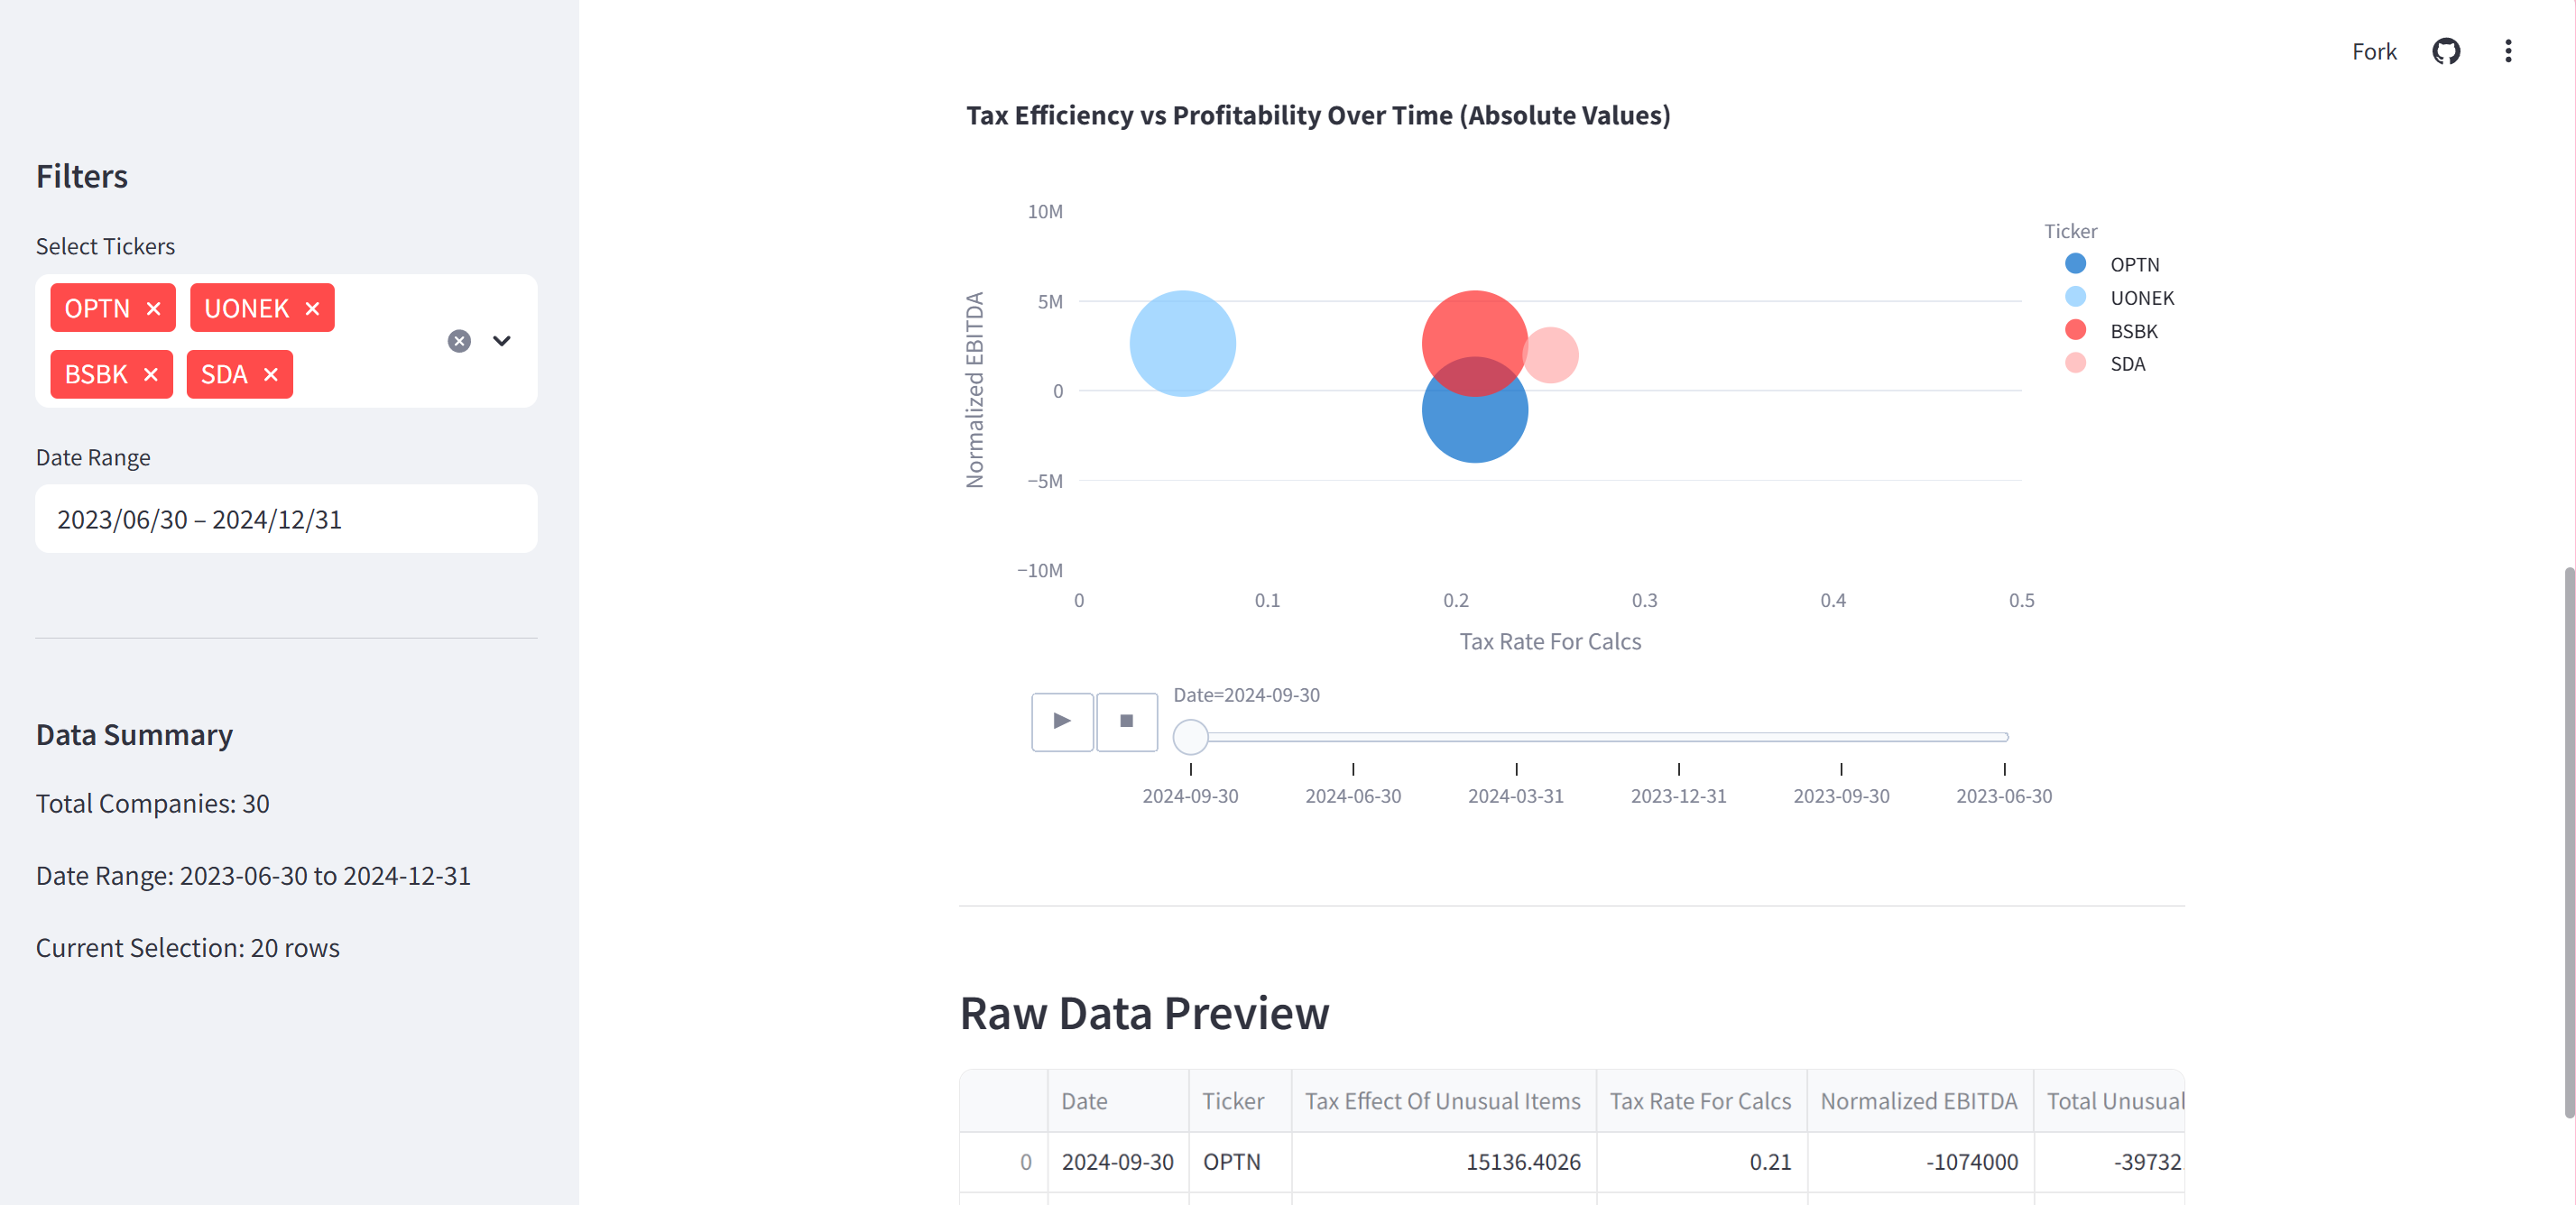 Fork
Filters
Select Tickers
OPTN
UONEK
BSBK
SDA
Date Range
2023/06/30 – 2024/12/31
Data Summary
Total Companies: 30
Date Range: 2023-06-30 to 2024-12-31
Current Selection: 20 rows
Tax Efficiency vs Profitability Over Time (Absolute Values)
Normalized EBITDA
10M
5M
0
−5M
−10M
0 0.1 0.2 0.3 0.4 0.5
Tax Rate For Calcs
Ticker
OPTN
UONEK
BSBK
SDA
Date=2024-09-30
2024-09-30 2024-06-30 2024-03-31 2023-12-31 2023-09-30 2023-06-30
Raw Data Preview
Date Ticker Tax Effect Of Unusual Items Tax Rate For Calcs Normalized EBITDA Total Unusual
0 2024-09-30 OPTN 15136.4026 0.21 -1074000 -39732